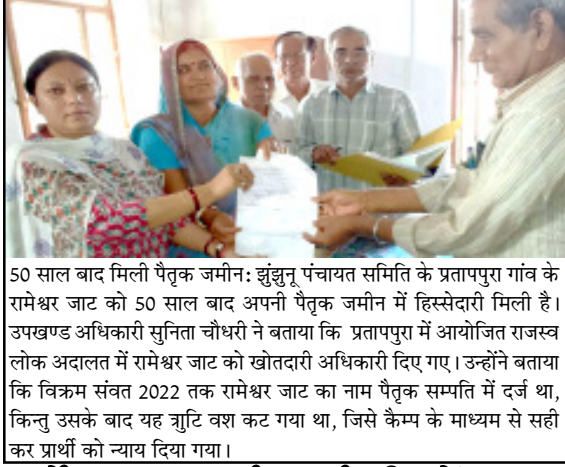 50 साल बाद मिली पैतृक जमीन: झुंझुनू पंचायत समिति के प्रतापपुरा गांव के
रामेश्वर जाट को 50 साल बाद अपनी पैतृक जमीन में हिस्सेदारी मिली है।
उपखण्ड अधिकारी सुनिता चौधरी ने बताया कि प्रतापपुरा में आयोजित राजस्व
लोक अदालत में रामेश्वर जाट को खोतदारी अधिकारी दिए गए। उन्होंने बताया
कि विक्रम संवत 2022 तक रामेश्वर जाट का नाम पैतृक सम्पति में दर्ज था,
किन्तु उसके बाद यह त्राुटि वश कट गया था, जिसे कैम्प के माध्यम से सही
कर प्रार्थी को न्याय दिया गया।